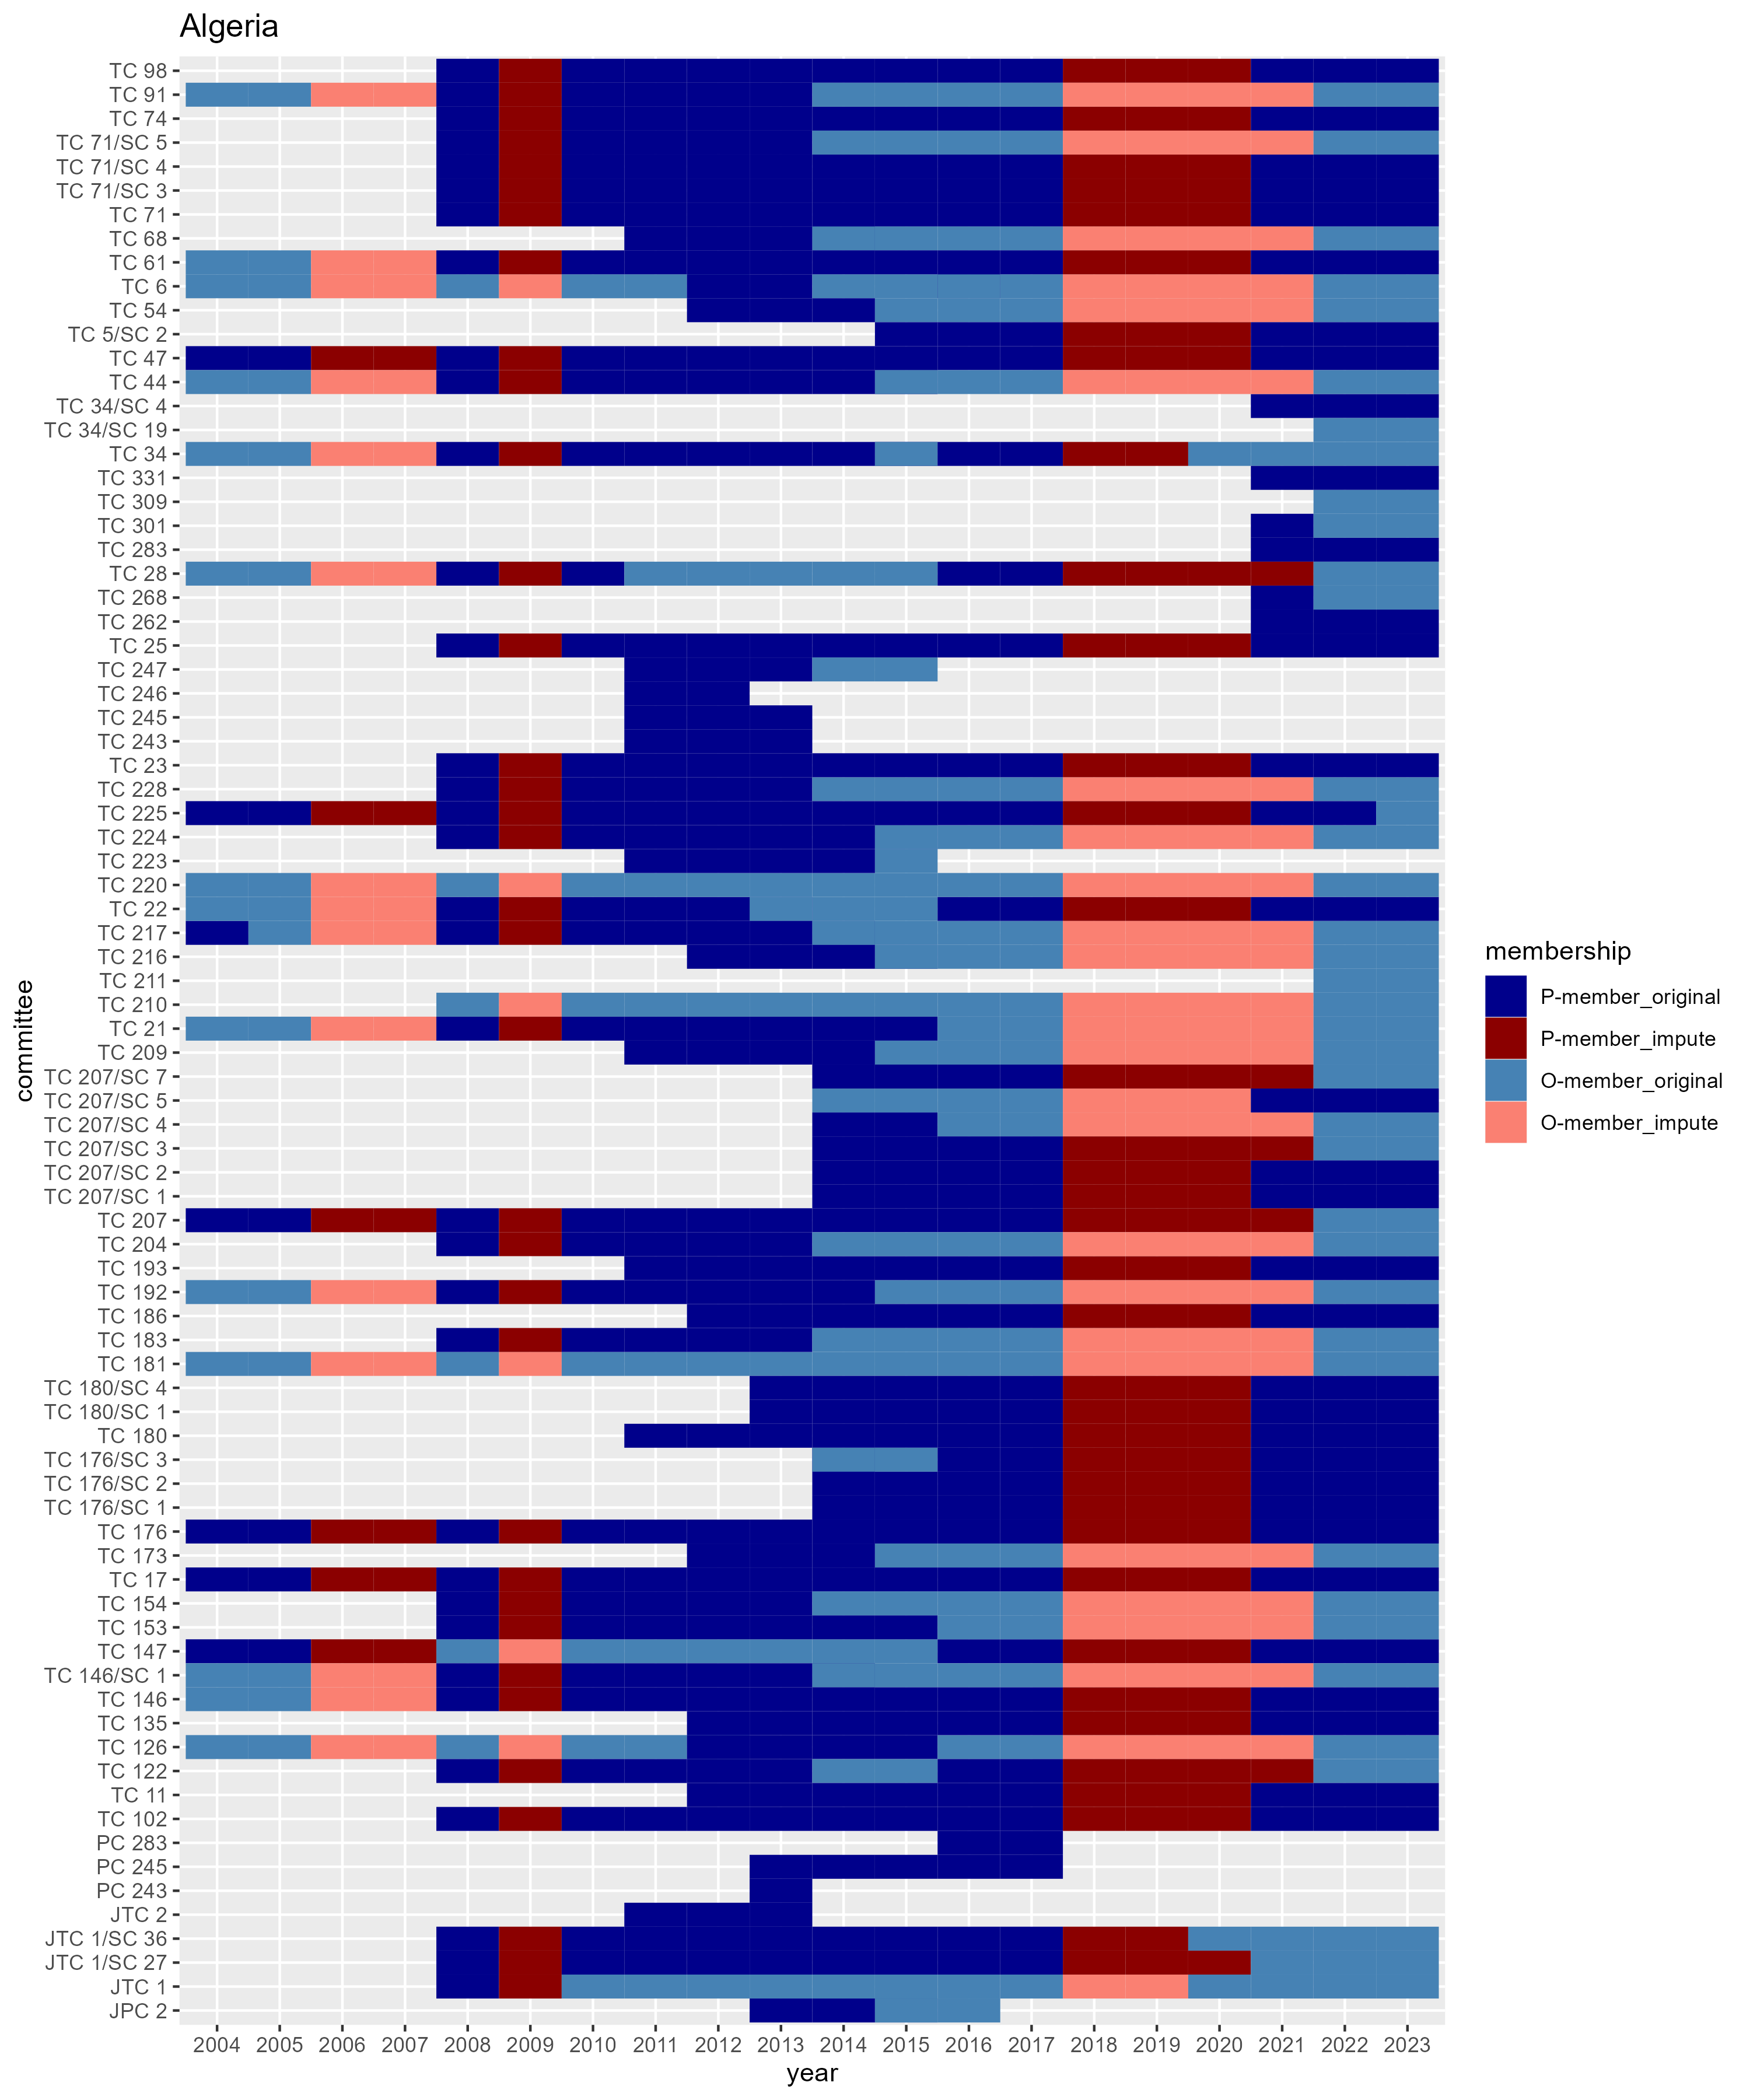 Algeria
TC 98
TC 91
TC 74
TC 71/SC 5
TC 71/SC 4
TC 71/SC 3
TC 71
TC 68
TC 61
TC 6
TC 54
TC 5/SC 2
TC 47
TC 44
TC 34/SC 4
TC 34/SC 19
TC 34
TC 331
TC 309
TC 301
TC 283
TC 28
TC 268
TC 262
TC 25
TC 247
TC 246
TC 245
TC 243
TC 23
TC 228
TC 225
TC 224
TC 223
TC 220
TC 22
TC 217
TC 216
TC 211
TC 210
TC 21
TC 209
TC 207/SC 7
TC 207/SC 5
TC 207/SC 4
TC 207/SC 3
TC 207/SC 2
TC 207/SC 1
TC 207
TC 204
TC 193
TC 192
TC 186
TC 183
TC 181
TC 180/SC 4
TC 180/SC 1
TC 180
TC 176/SC 3
TC 176/SC 2
TC 176/SC 1
TC 176
TC 173
TC 17
TC 154
TC 153
TC 147
TC 146/SC 1
TC 146
TC 135
TC 126
TC 122
TC 11
TC 102
PC 283
PC 245
PC 243
JTC 2
JTC 1/SC 36
JTC 1/SC 27
JTC 1
JPC 2
committee
2004 2005 2006 2007 2008 2009 2010 2011 2012 2013 2014 2015 2016 2017 2018 2019 2020 2021 2022 2023
year
membership
P-member_original
P-member_impute
O-member_original
O-member_impute